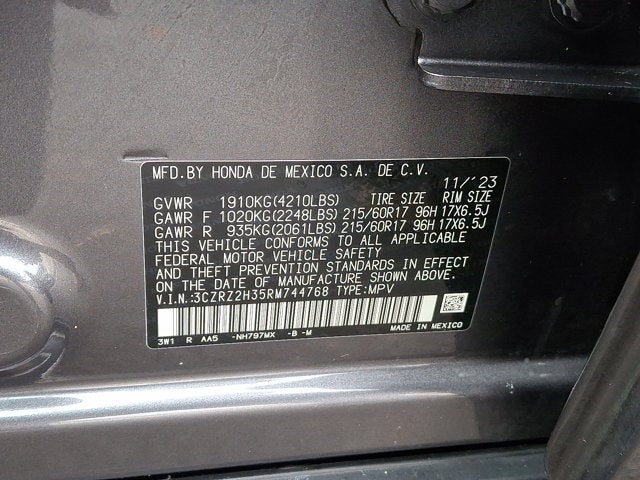 MFD.BY HONDA DE MEXICO S.A. DE C.V.
11/'23
GVWR 1910KG(4210LBS) TIRE SIZE RIM SIZE
GAWR F 1020KG(2248LBS) 215/60R17 96H 17X6.5J
GAWR R 935KG(2061LBS) 215/60R17 96H 17X6.5J
THIS VEHICLE CONFORMS TO ALL APPLICABLE
FEDERAL MOTOR VEHICLE SAFETY
AND THEFT PREVENTION STANDARDS IN EFFECT
ON THE DATE OF MANUFACTURE SHOWN ABOVE.
V.I.N.:3CZRZ2H35RM744768 TYPE:MPV
3W1 R AA5 -NH797MX -B -M MADE IN MEXICO